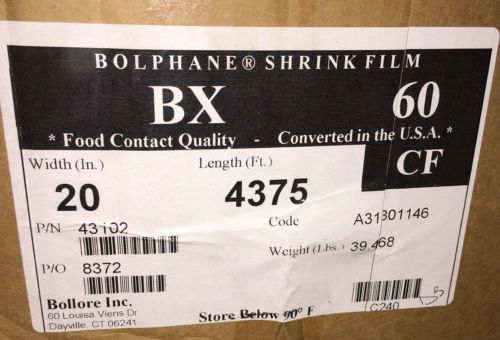 BOLPHANE® SHRINK FILM
BX 60
* Food Contact Quality - Converted in the U.S.A. *
CF
Width (In.) Length (Ft.)
20 4375
P/N 43102
Code A31301146
Weight (Lbs.) 39.468
P/O 8372
Bollore Inc.
60 Louisa Viens Dr
Dayville, CT 06241
Store Below 90° F
C240